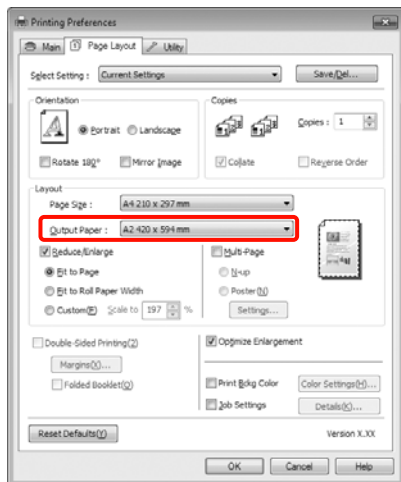 Printing Preferences
Main Page Layout Utility
Select Setting : Current Settings Save/Del...
Orientation
Portrait Landscape
Rotate 180° Mirror Image
Copies
Copies : 1
Collate Reverse Order
Layout
Page Size : A4 210 x 297 mm
Output Paper : A2 420 x 594 mm
Reduce/Enlarge
Fit to Page
Fit to Roll Paper Width
Custom(F) Scale to 197 %
Multi-Page
N-up
Poster(N)
Settings...
Double-Sided Printing(2)
Margins(X)...
Folded Booklet(Q)
Optimize Enlargement
Print Bckg Color Color Settings(H)...
Job Settings Details(K)...
Reset Defaults(Y) Version X.XX
OK Cancel Help